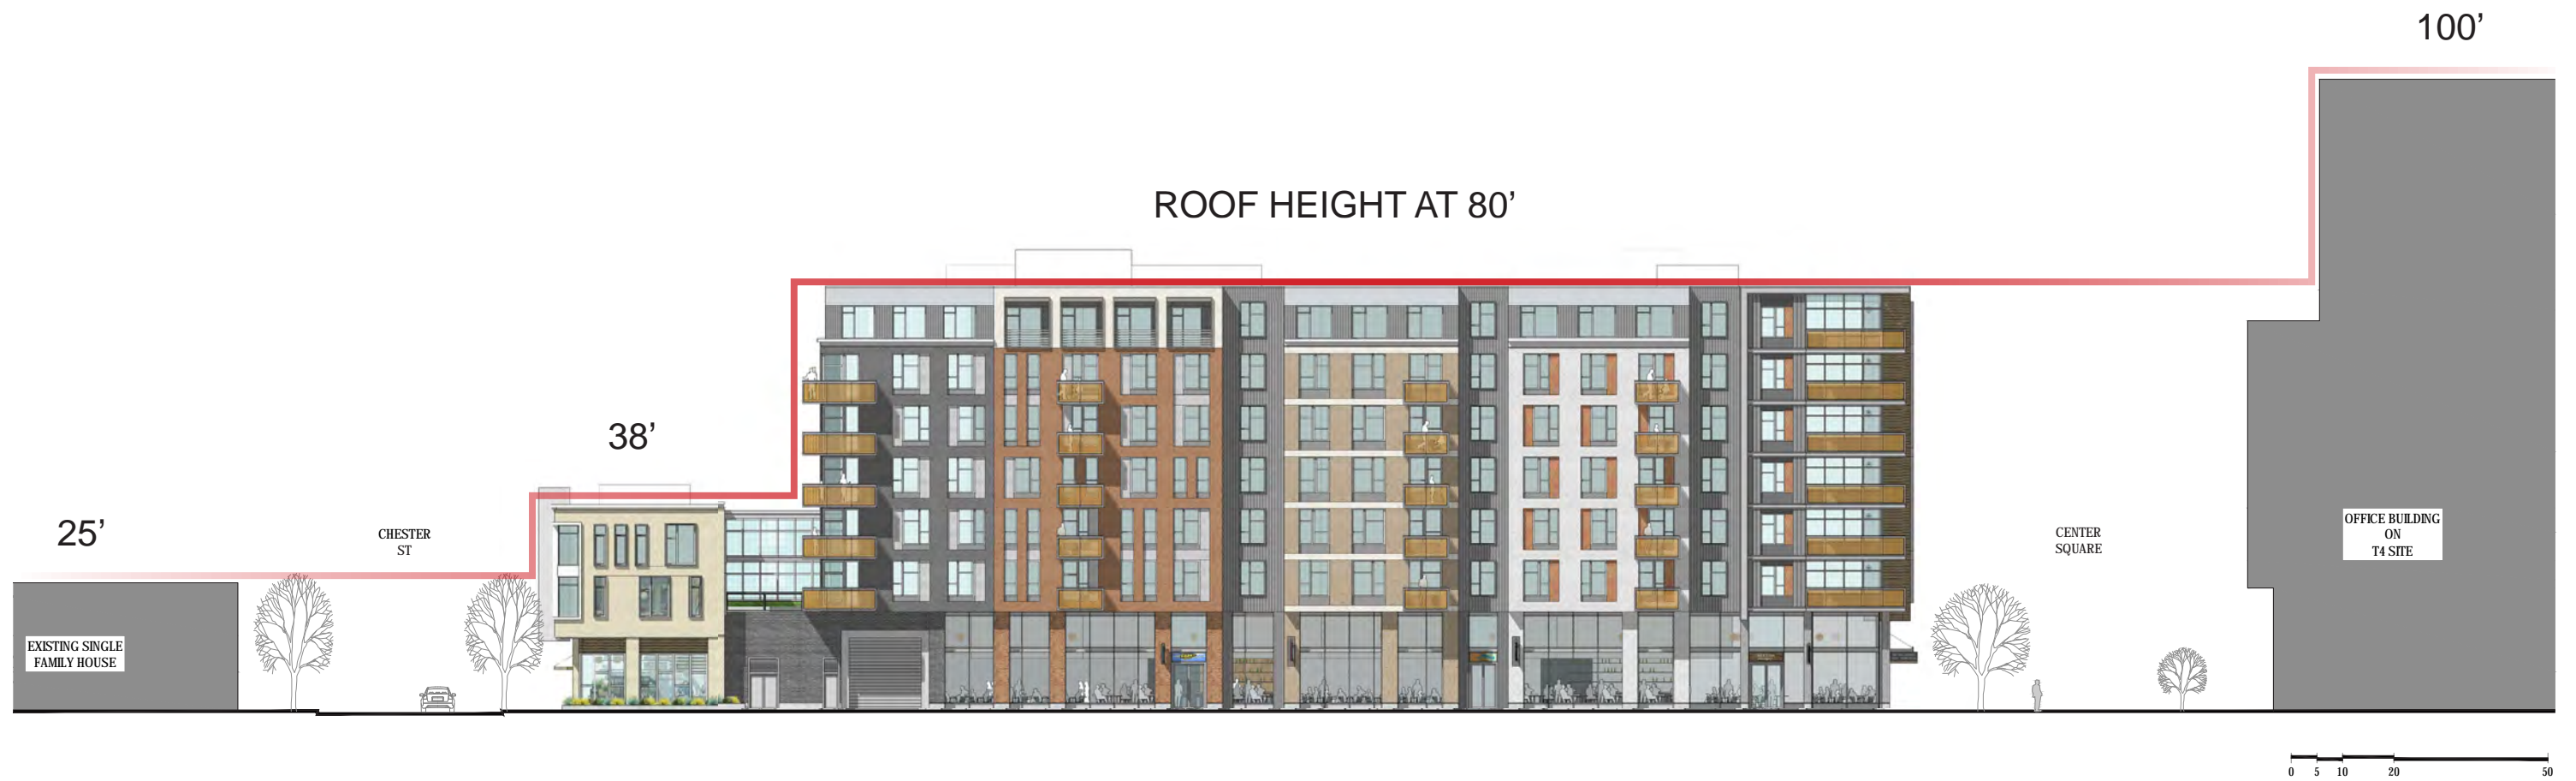 100’
ROOF HEIGHT AT 80’
38’
25’
CHESTER
ST
CENTER
SQUARE
OFFICE BUILDING
ON
T4 SITE
EXISTING SINGLE
FAMILY HOUSE
0 5 10 20 50